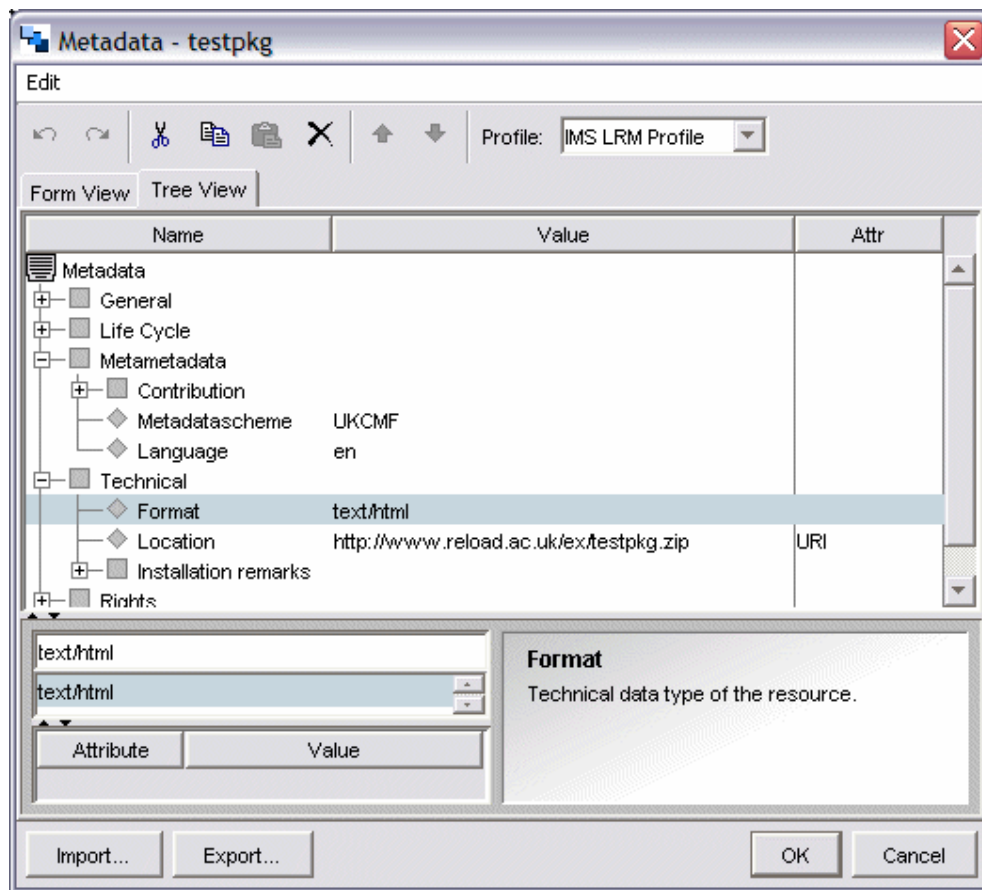 Metadata - testpkg
Edit
Profile: IMS LRM Profile
Form View Tree View
Name Value Attr
Metadata
General
Life Cycle
Metametadata
Contribution
Metadatascheme UKCMF
Language en
Technical
Format text/html
Location http://www.reload.ac.uk/ex/testpkg.zip URI
Installation remarks
Rights
text/html
text/html
Format
Technical data type of the resource.
Attribute Value
Import... Export... OK Cancel